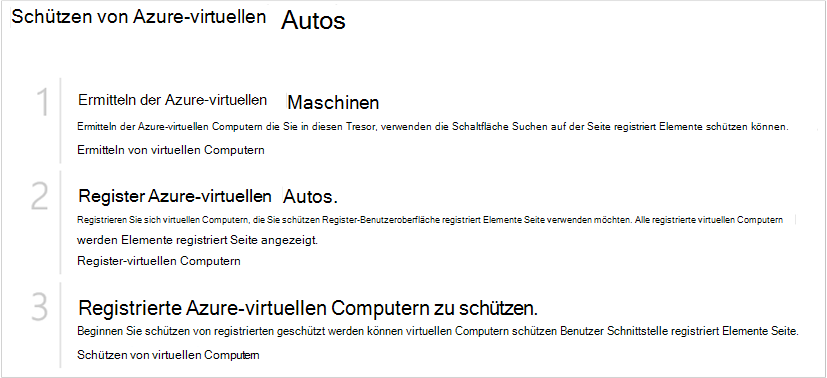 Schützen von Azure-virtuellen Autos
1 Ermitteln der Azure-virtuellen Maschinen
Ermitteln der Azure-virtuellen Computern die Sie in diesen Tresor, verwenden die Schaltfläche Suchen auf der Seite registriert Elemente schützen können.
Ermitteln von virtuellen Computern
2 Register Azure-virtuellen Autos.
Registrieren Sie sich virtuellen Computern, die Sie schützen Register-Benutzeroberfläche registriert Elemente Seite verwenden möchten. Alle registrierte virtuellen Computern
werden Elemente registriert Seite angezeigt.
Register-virtuellen Computern
3 Registrierte Azure-virtuellen Computern zu schützen.
Beginnen Sie schützen von registrierten geschützt werden können virtuellen Computern schützen Benutzer Schnittstelle registriert Elemente Seite.
Schützen von virtuellen Computern